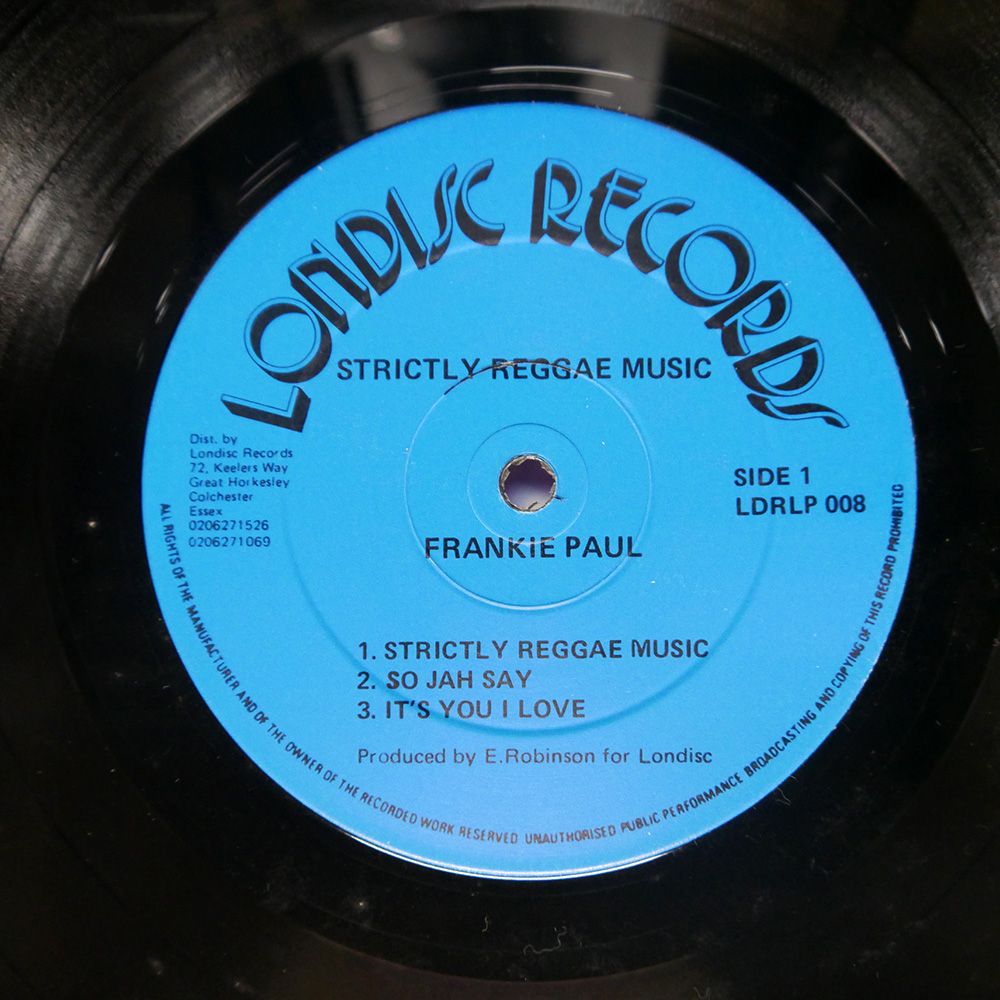 LONDISC RECORDS
STRICTLY REGGAE MUSIC
Dist. by
Londisc Records
72, Keelers Way
Great Horkesley
Colchester
Essex
0206271526
0206271069
SIDE 1
LDRLP 008
FRANKIE PAUL
1. STRICTLY REGGAE MUSIC
2. SO JAH SAY
3. IT'S YOU I LOVE
Produced by E.Robinson for Londisc
ALL RIGHTS OF THE MANUFACTURER AND OF THE OWNER OF THE RECORDED WORK RESERVED UNAUTHORISED PUBLIC PERFORMANCE BROADCASTING AND COPYING OF THIS RECORD PROHIBITED